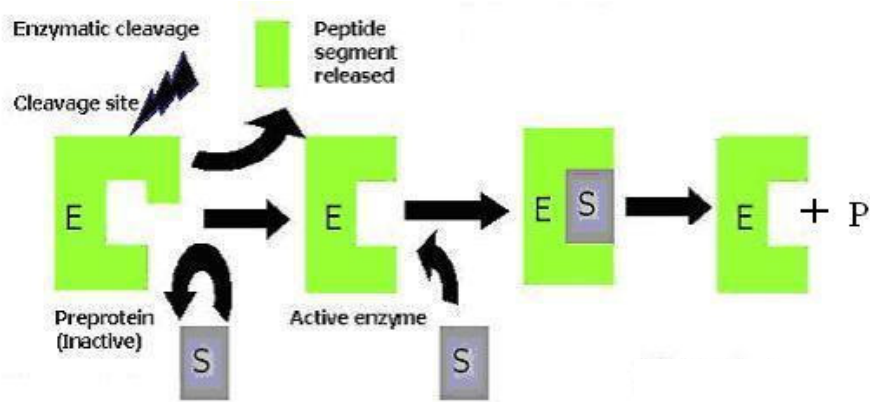 Enzymatic cleavage
Peptide
segment
released
Cleavage site
E
E
E
S
E
+ P
Preprotein
(Inactive)
Active enzyme
S
S